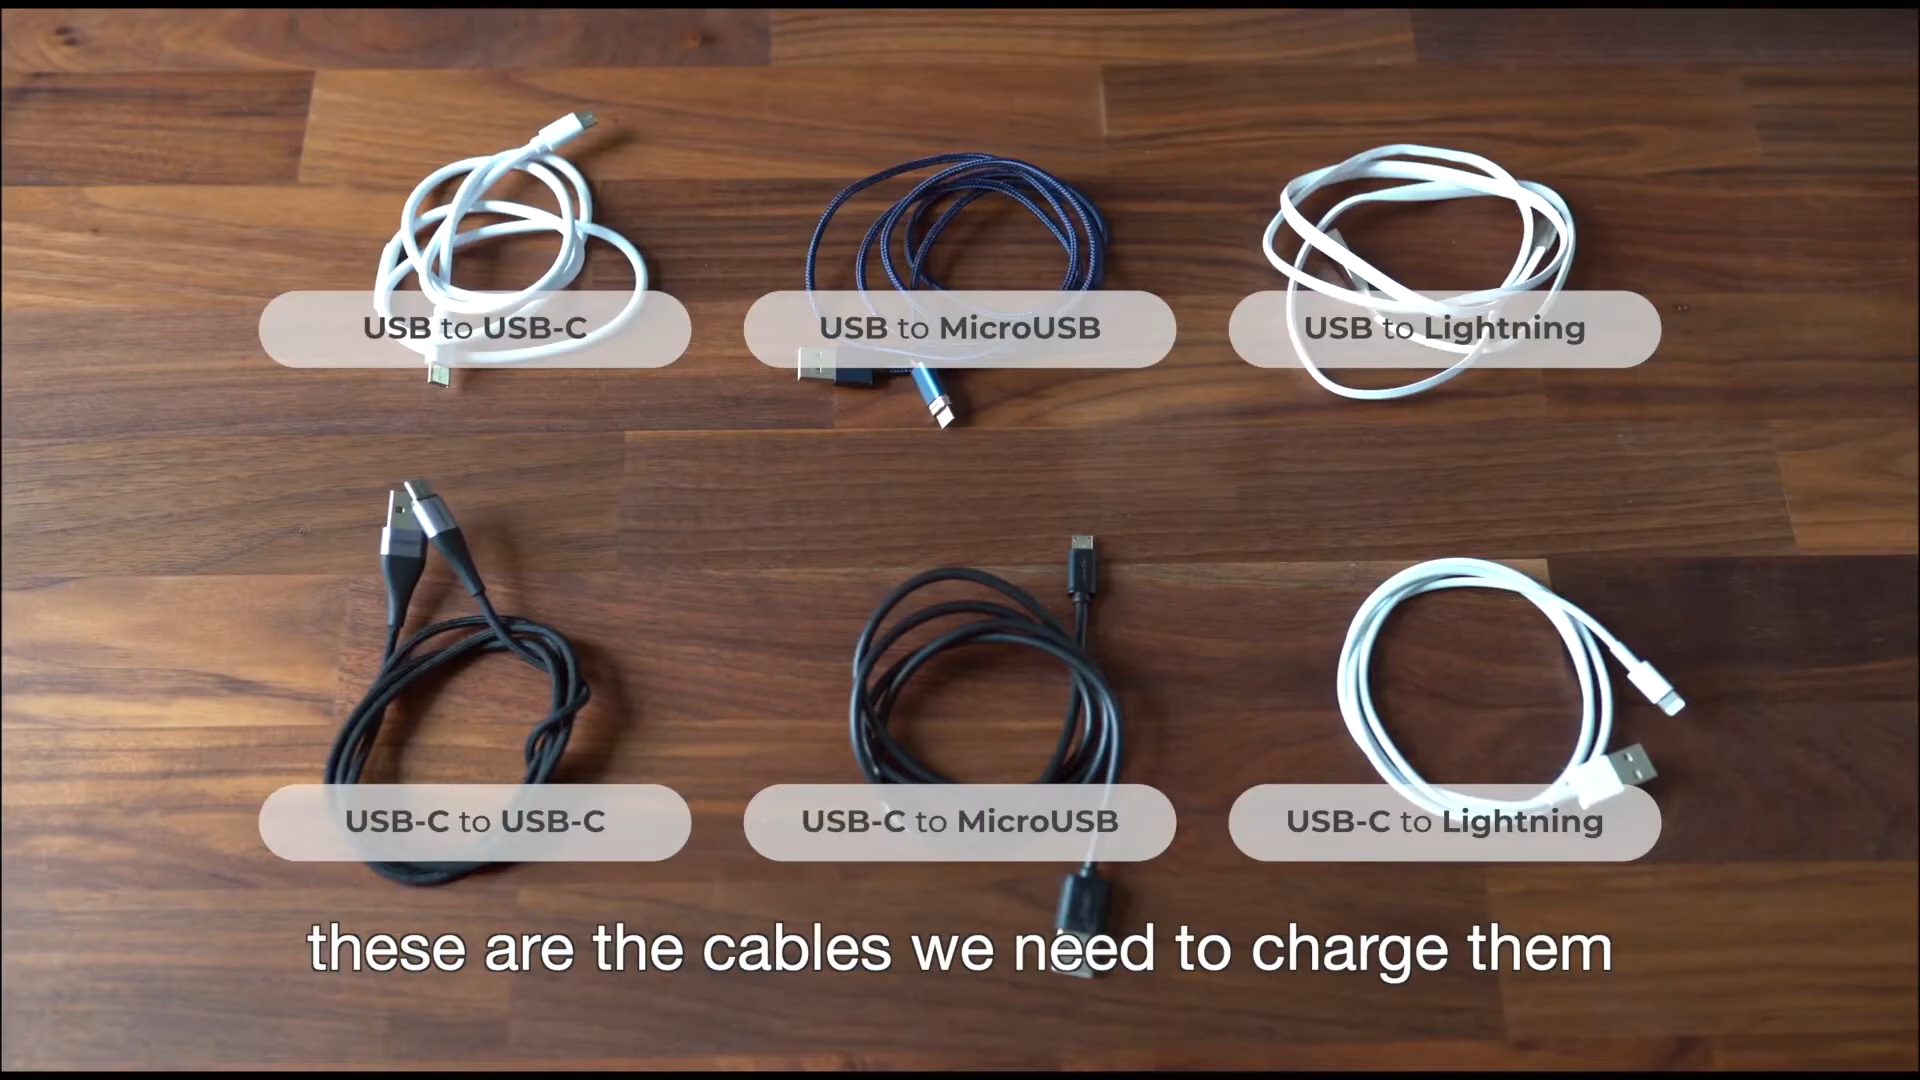 USB to USB-C
USB to MicroUSB
USB to Lightning
USB-C to USB-C
USB-C to MicroUSB
USB-C to Lightning
these are the cables we need to charge them